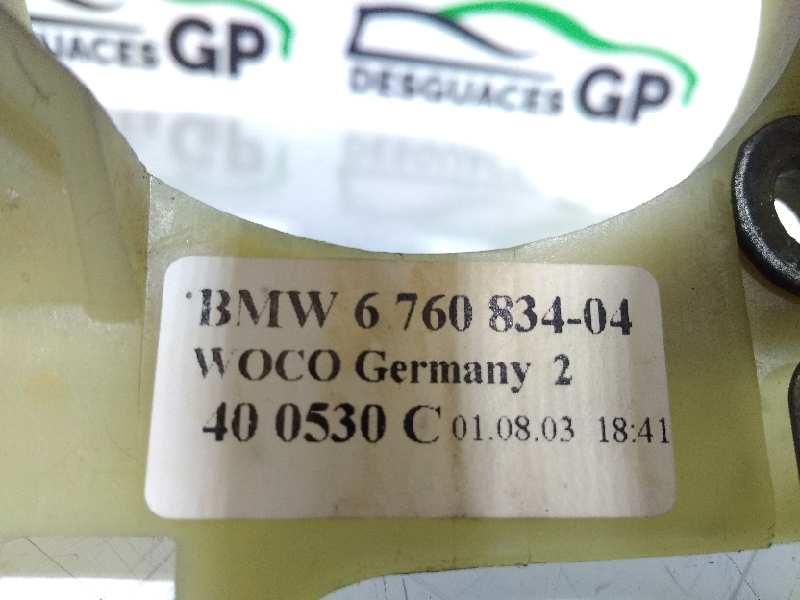 DESGUACES GP
DESGUACES GP
BMW 6 760 834-04
WOCO Germany 2
40 0530 C 01.08.03 18:41